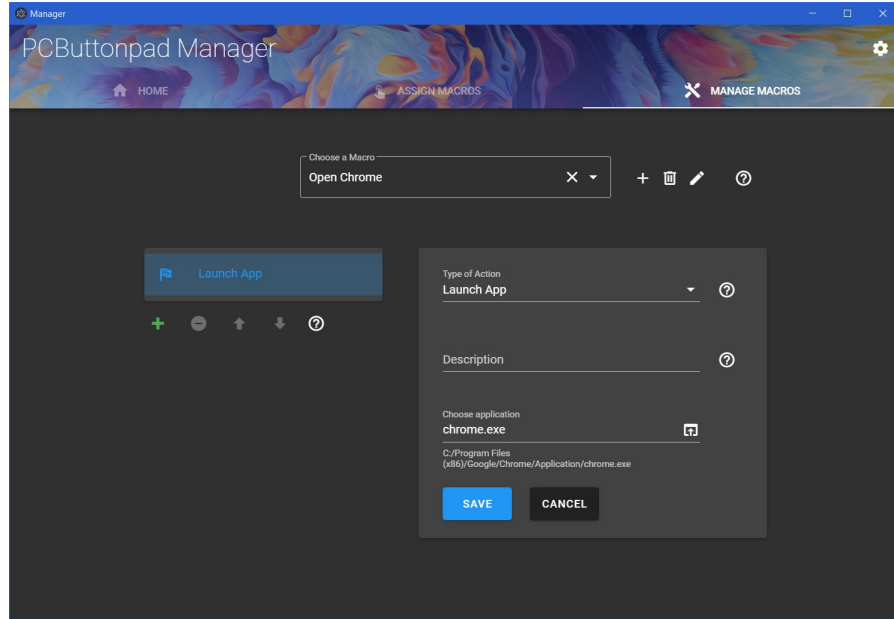 Manager
PCButtonpad Manager
HOME
ASSIGN MACROS
MANAGE MACROS
Choose a Macro
Open Chrome
Launch App
Type of Action
Launch App
Description
Choose application
chrome.exe
C:/Program Files
(x86)/Google/Chrome/Application/chrome.exe
SAVE
CANCEL